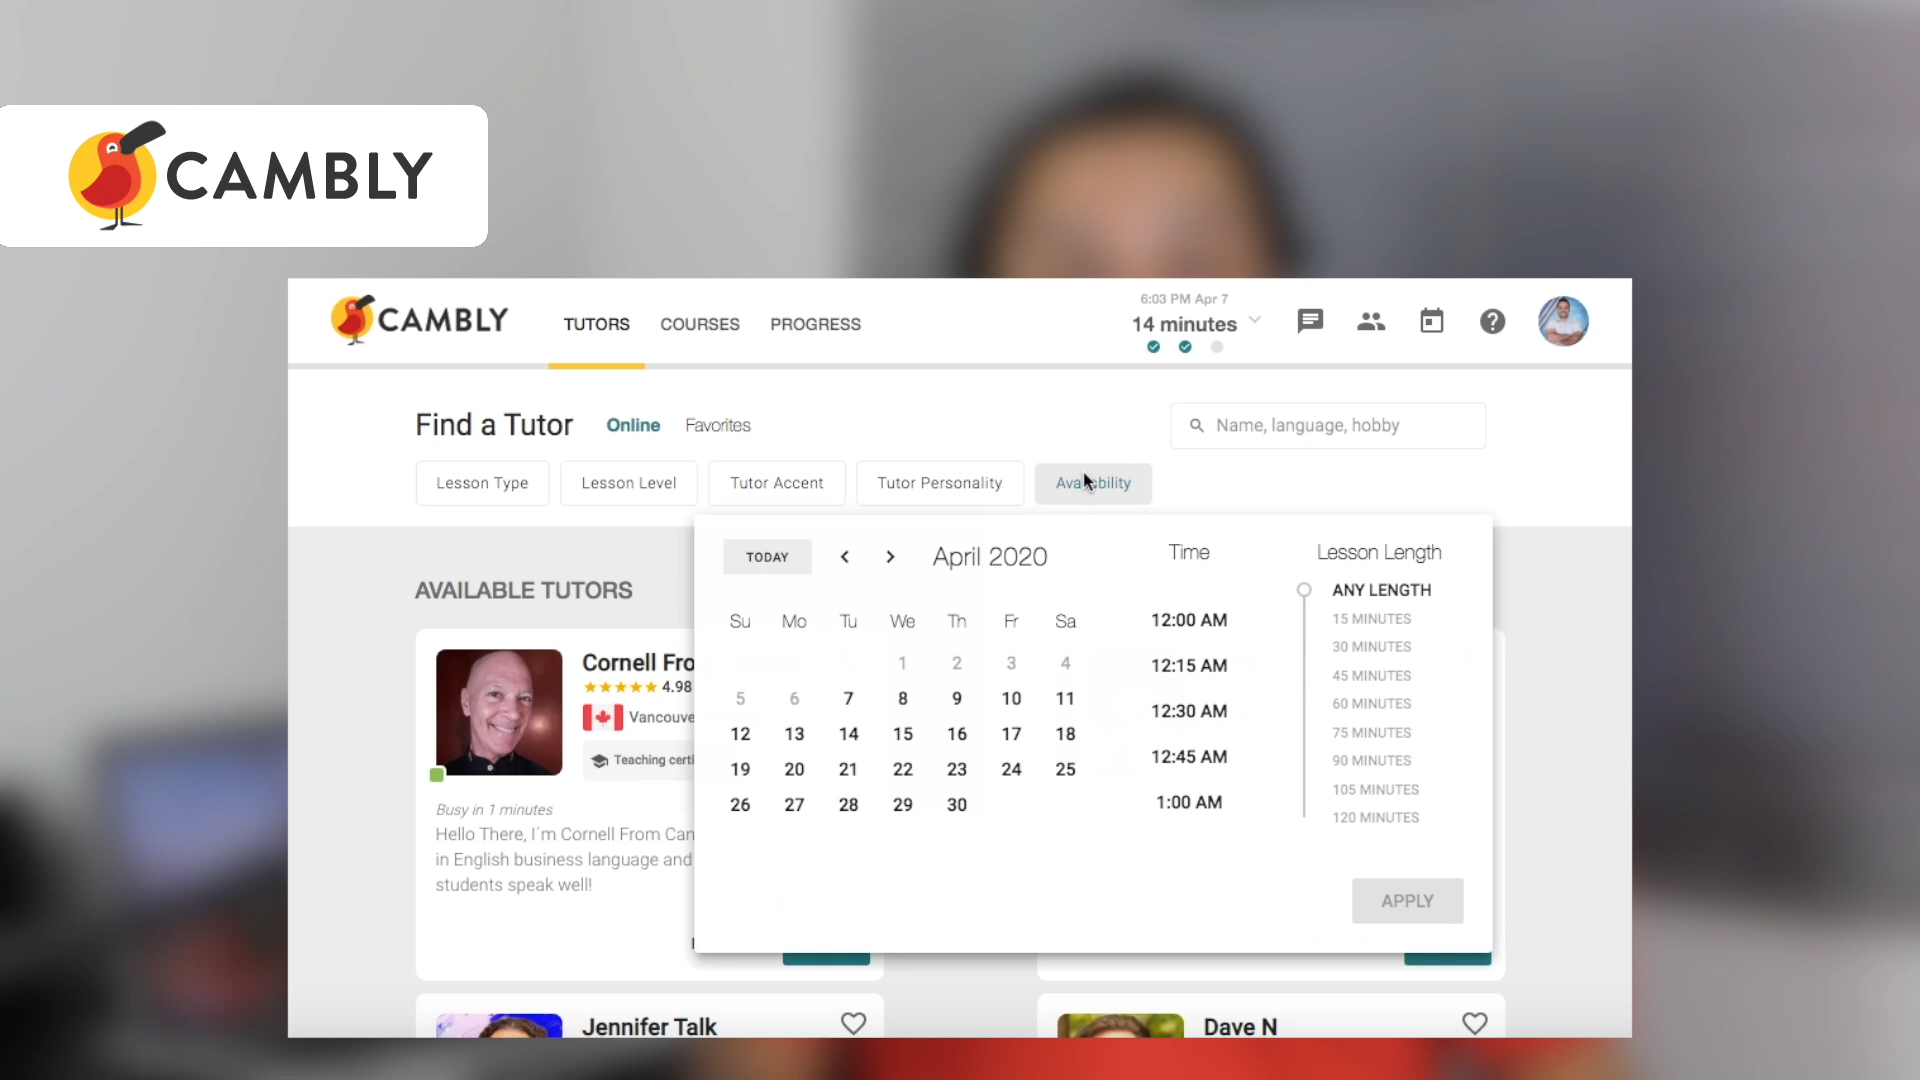 CAMBLY
CAMBLY
TUTORS
COURSES
PROGRESS
6:03 PM Apr 7
14 minutes
Find a Tutor
Online
Favorites
Name, language, hobby
Lesson Type
Lesson Level
Tutor Accent
Tutor Personality
AVAILABLE TUTORS
TODAY
April 2020
Time
Lesson Length
Su Mo Tu We Th Fr Sa
1 2 3 4
5 6 7 8 9 10 11
12 13 14 15 16 17 18
19 20 21 22 23 24 25
26 27 28 29 30
12:00 AM
12:15 AM
12:30 AM
12:45 AM
1:00 AM
ANY LENGTH
15 MINUTES
30 MINUTES
45 MINUTES
60 MINUTES
75 MINUTES
90 MINUTES
105 MINUTES
120 MINUTES
APPLY
Cornell Fro
4.98
Vancouve
Teaching certi
Busy in 1 minutes
Hello There, I´m Cornell From Can
in English business language and
students speak well!
Jennifer Talk
Dave N